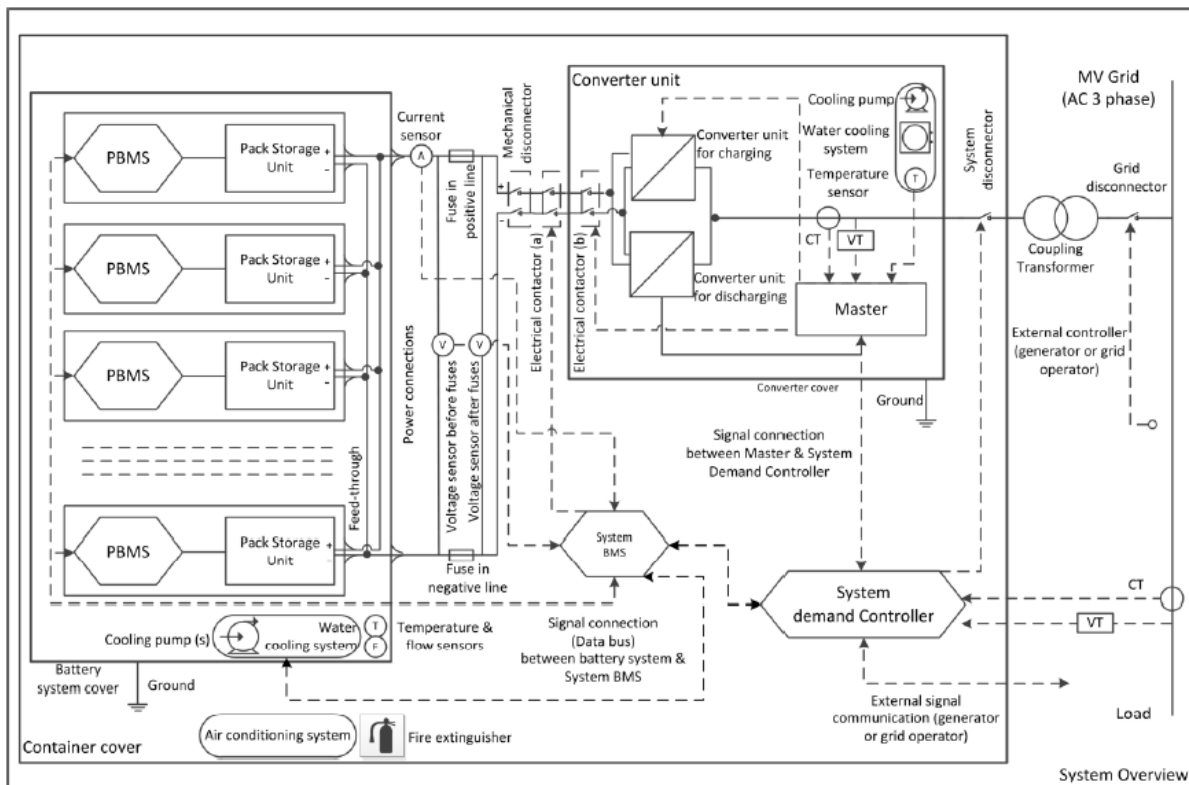 Converter unit
MV Grid
(AC 3 phase)
Cooling pump
Water cooling
system
Temperature
sensor
T
System
disconnector
Grid
disconnector
Current
sensor
Mechanical
disconnector
Converter unit
for charging
PBMS
Pack Storage
Unit
+
-
A
Fuse in
positive line
+
-
CT
VT
Coupling
Transformer
PBMS
Pack Storage
Unit
+
-
Electrical contactor (a)
Electrical contactor (b)
Converter unit
for discharging
Master
External controller
(generator or grid
operator)
PBMS
Pack Storage
Unit
+
-
Power connections
V
V
Voltage sensor before fuses
Voltage sensor after fuses
Converter cover
Ground
Signal connection
between Master & System
Demand Controller
Feed-through
PBMS
Pack Storage
Unit
+
-
Fuse in
negative line
System
BMS
System
demand Controller
CT
VT
Cooling pump (s)
Water
cooling system
T
F
Temperature &
flow sensors
Signal connection
(Data bus)
between battery system &
System BMS
Battery
system cover
Ground
External signal
communication (generator
or grid operator)
Load
Air conditioning system
Fire extinguisher
Container cover
System Overview